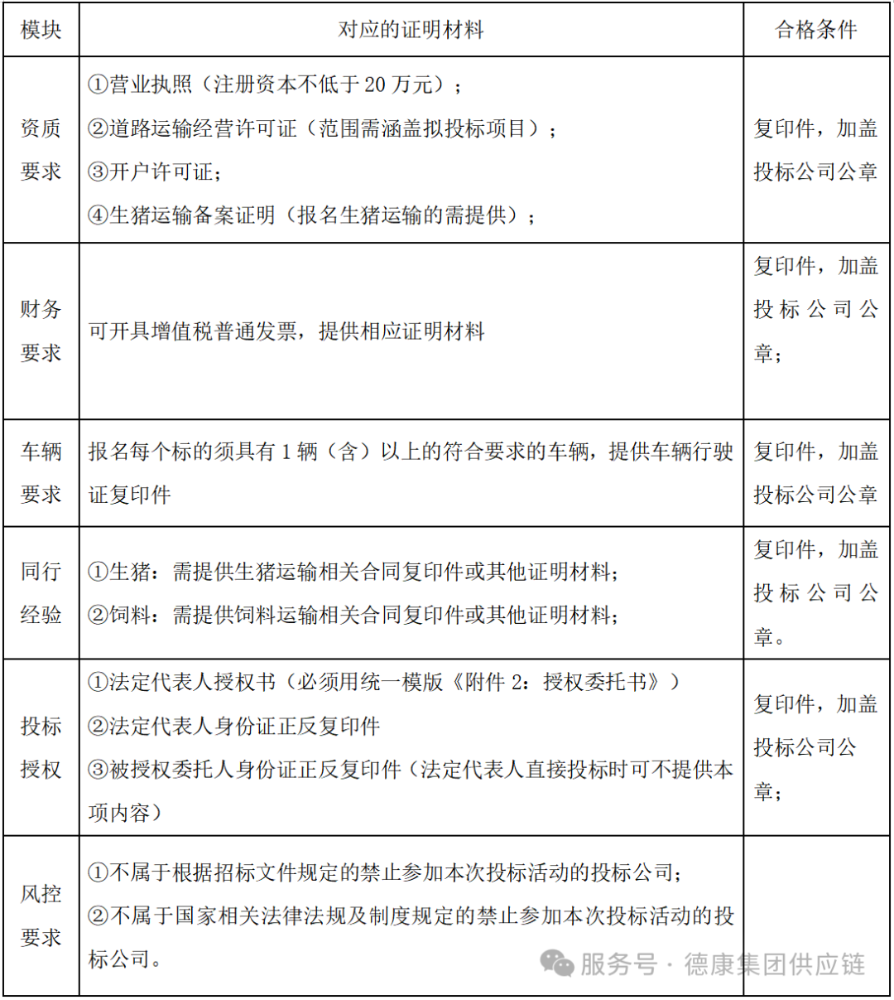 模块
对应的证明材料
合格条件
资质
要求
①营业执照（注册资本不低于 20 万元）；
②道路运输经营许可证（范围需涵盖拟投标项目）；
③开户许可证；
④生猪运输备案证明（报名生猪运输的需提供）；
复印件，加盖
投标公司公章
财务
要求
可开具增值税普通发票，提供相应证明材料
复印件，加盖
投标公司公
章；
车辆
要求
报名每个标的须具有 1 辆（含）以上的符合要求的车辆，提供车辆行驶
证复印件
复印件，加盖
投标公司公章
同行
经验
①生猪：需提供生猪运输相关合同复印件或其他证明材料；
②饲料：需提供饲料运输相关合同复印件或其他证明材料；
复印件，加盖
投标公司公
章。
投标
授权
①法定代表人授权书（必须用统一模版《附件 2：授权委托书》）
②法定代表人身份证正反复印件
③被授权委托人身份证正反复印件（法定代表人直接投标时可不提供本
项内容）
复印件，加盖
投标公司公
章；
风控
要求
①不属于根据招标文件规定的禁止参加本次投标活动的投标公司；
②不属于国家相关法律法规及制度规定的禁止参加本次投标活动的投
标公司。
服务号 · 德康集团供应链